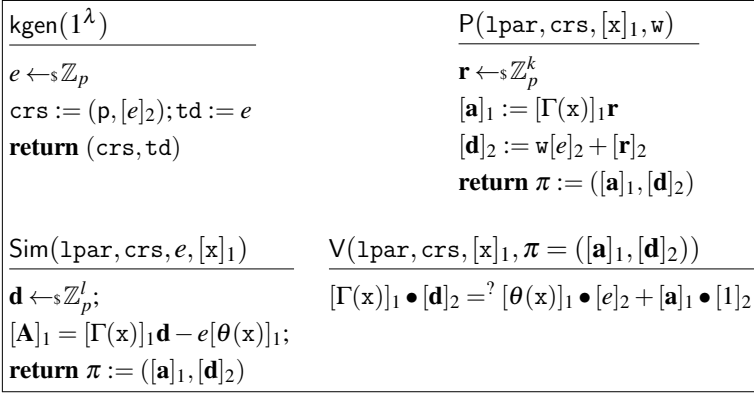 kgen(1^λ)
e ←$ ℤ_p
crs := (p, [e]_2); td := e
return (crs, td)
P(lpar, crs, [x]_1, w)
r ←$ ℤ_p^k
[a]_1 := [Γ(x)]_1 r
[d]_2 := w[e]_2 + [r]_2
return π := ([a]_1, [d]_2)
Sim(lpar, crs, e, [x]_1)
d ←$ ℤ_p^l;
[A]_1 = [Γ(x)]_1 d − e[θ(x)]_1;
return π := ([a]_1, [d]_2)
V(lpar, crs, [x]_1, π = ([a]_1, [d]_2))
[Γ(x)]_1 • [d]_2 =^? [θ(x)]_1 • [e]_2 + [a]_1 • [1]_2